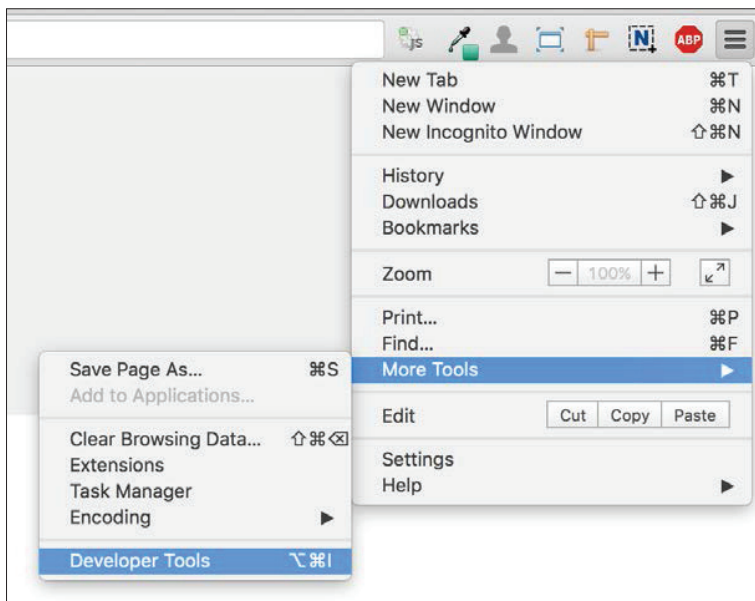 JS
N
ABP
New Tab ⌘T
New Window ⌘N
New Incognito Window ⇧⌘N
History ▶
Downloads ⇧⌘J
Bookmarks ▶
Zoom — 100% +
Print... ⌘P
Find... ⌘F
More Tools ▶
Edit Cut Copy Paste
Settings
Help ▶
Save Page As... ⌘S
Add to Applications...
Clear Browsing Data... ⇧⌘⌫
Extensions
Task Manager
Encoding ▶
Developer Tools ⌥⌘I